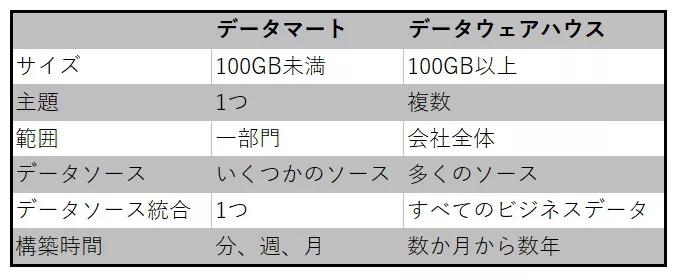 データマート データウェアハウス
サイズ 100GB未満 100GB以上
主題 1つ 複数
範囲 一部門 会社全体
データソース いくつかのソース 多くのソース
データソース統合 1つ すべてのビジネスデータ
構築時間 分、週、月 数か月から数年